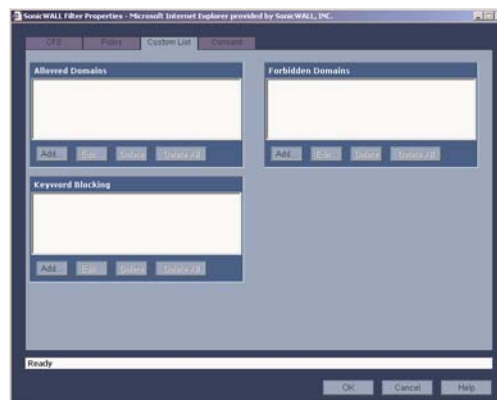 SonicWALL Filter Properties - Microsoft Internet Explorer provided by SonicWALL, INC.
CFS Policy Custom List Consent
Allowed Domains
Add... Edit... Delete Delete All
Forbidden Domains
Add... Edit... Delete Delete All
Keyword Blocking
Add... Edit... Delete Delete All
Ready
OK Cancel Help